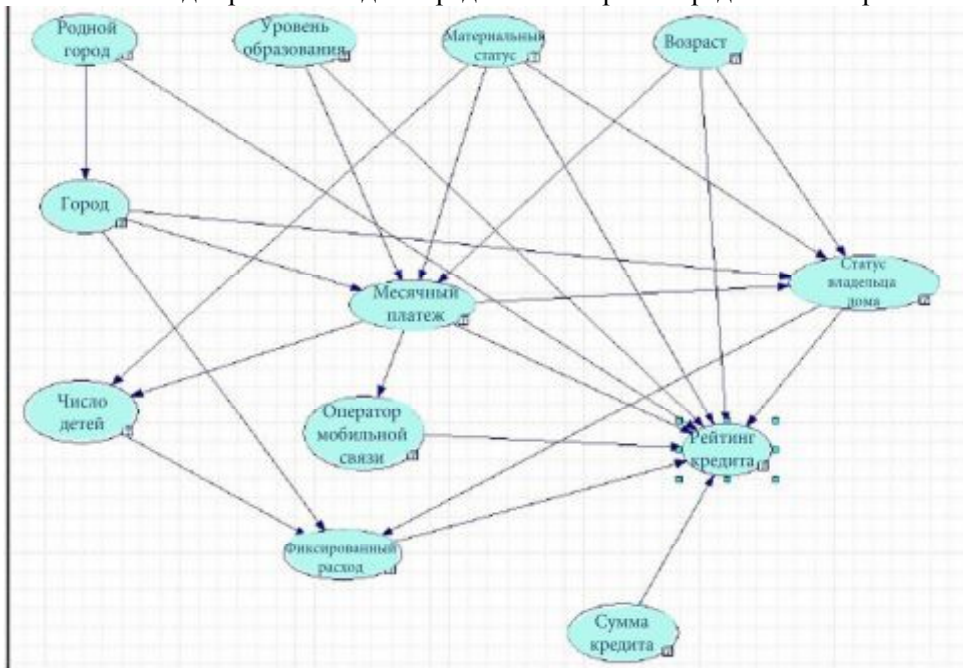 Родной
город
Уровень
образования
Материальный
статус
Возраст
Город
Месячный
платеж
Статус
владельца
дома
Число
детей
Оператор
мобильной
связи
Рейтинг
кредита
Фиксированный
расход
Сумма
кредита